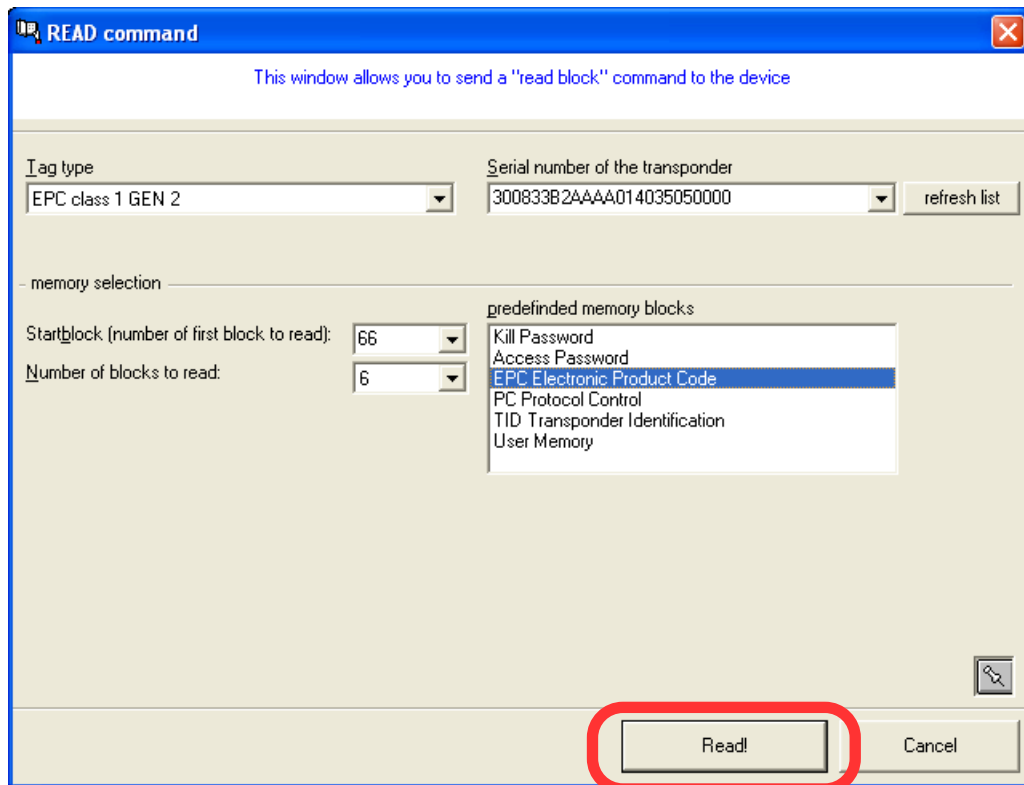 READ command
This window allows you to send a "read block" command to the device
Tag type
EPC class 1 GEN 2
Serial number of the transponder
300833B2AAAA014035050000
refresh list
memory selection
Startblock (number of first block to read):
66
Number of blocks to read:
6
predefinded memory blocks
Kill Password
Access Password
EPC Electronic Product Code
PC Protocol Control
TID Transponder Identification
User Memory
Read!
Cancel